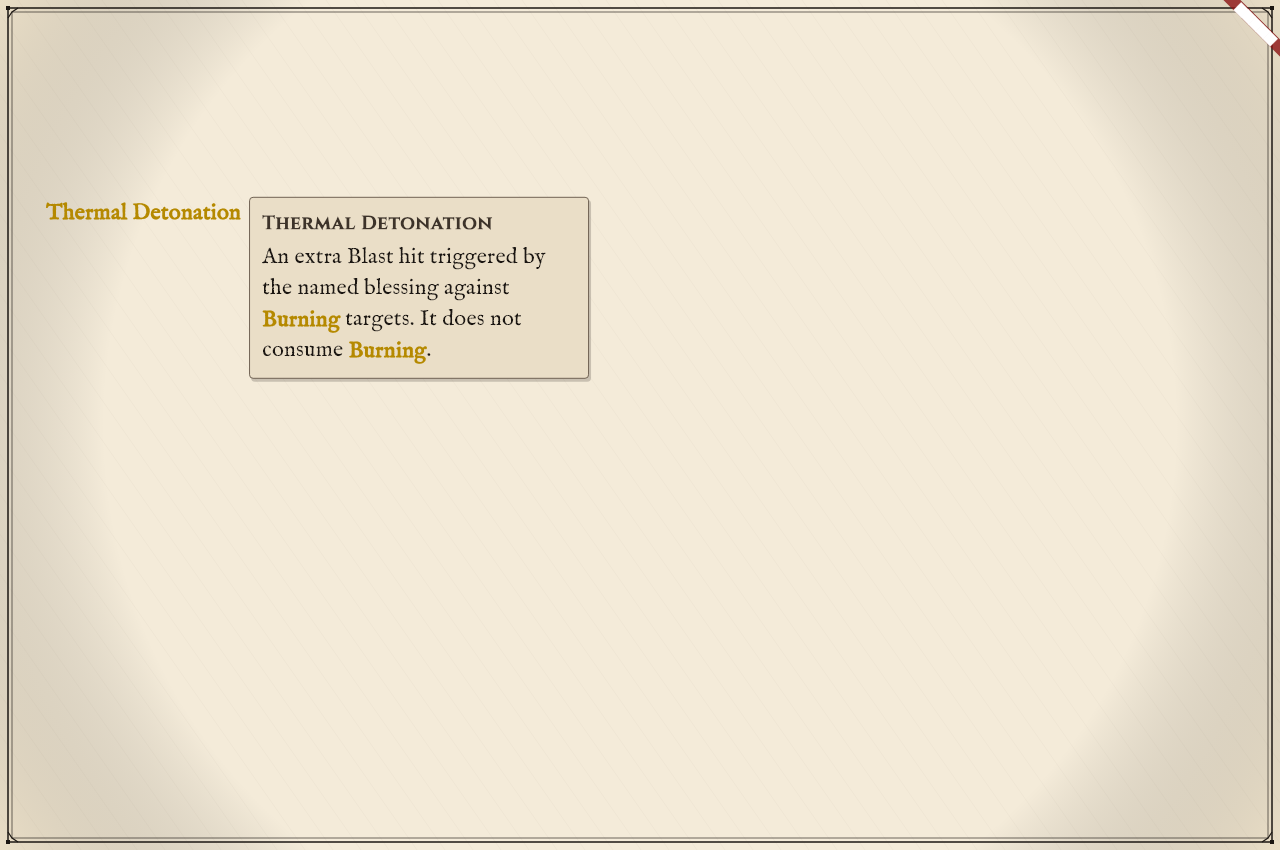 Thermal Detonation
Thermal Detonation
An extra Blast hit triggered by
the named blessing against
Burning targets. It does not
consume Burning.